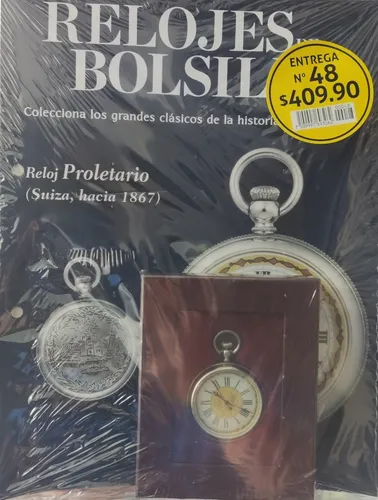 RELOJES
BOLSIL
Colecciona los grandes clásicos de la historia
ENTREGA
Nº 48
$409.90
Reloj Proletario
(Suiza, hacia 1867)